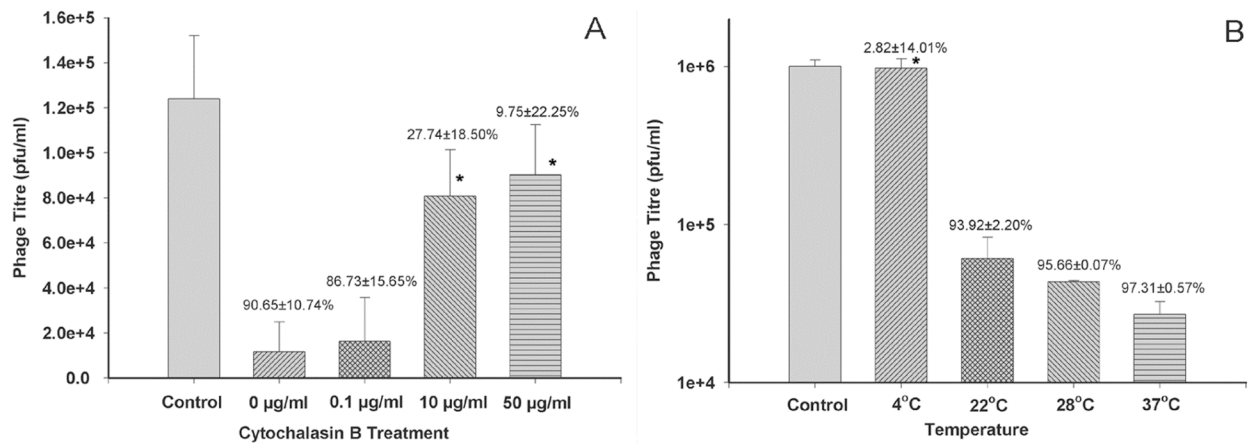 A
Phage Titre (pfu/ml)
1.6e+5
1.4e+5
1.2e+5
1.0e+5
8.0e+4
6.0e+4
4.0e+4
2.0e+4
0.0
90.65±10.74%
86.73±15.65%
27.74±18.50%
*
9.75±22.25%
*
Control 0 µg/ml 0.1 µg/ml 10 µg/ml 50 µg/ml
Cytochalasin B Treatment
B
Phage Titre (pfu/ml)
1e+6
1e+5
1e+4
2.82±14.01%
*
93.92±2.20%
95.66±0.07%
97.31±0.57%
Control 4°C 22°C 28°C 37°C
Temperature